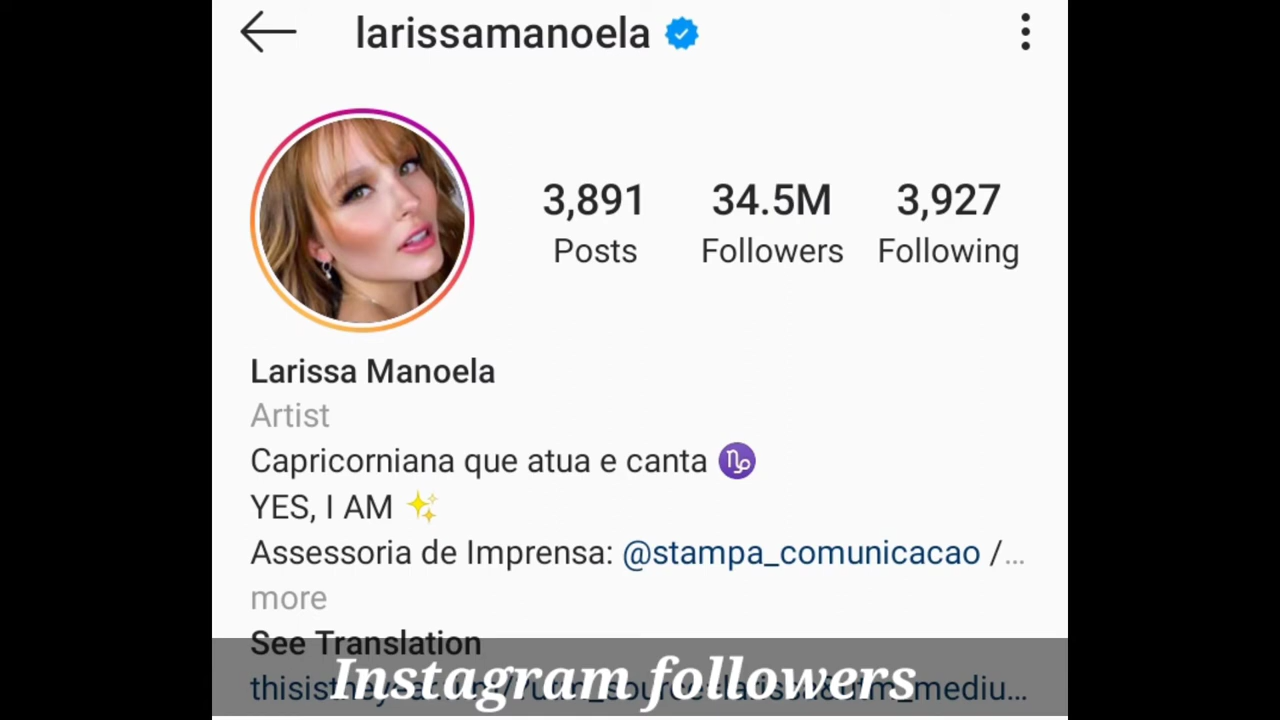 larissamanoela
3,891 34.5M 3,927
Posts Followers Following
Larissa Manoela
Artist
Capricorniana que atua e canta ♑
YES, I AM ✨
Assessoria de Imprensa: @stampa_comunicacao /...
more
See Translation
Instagram followers